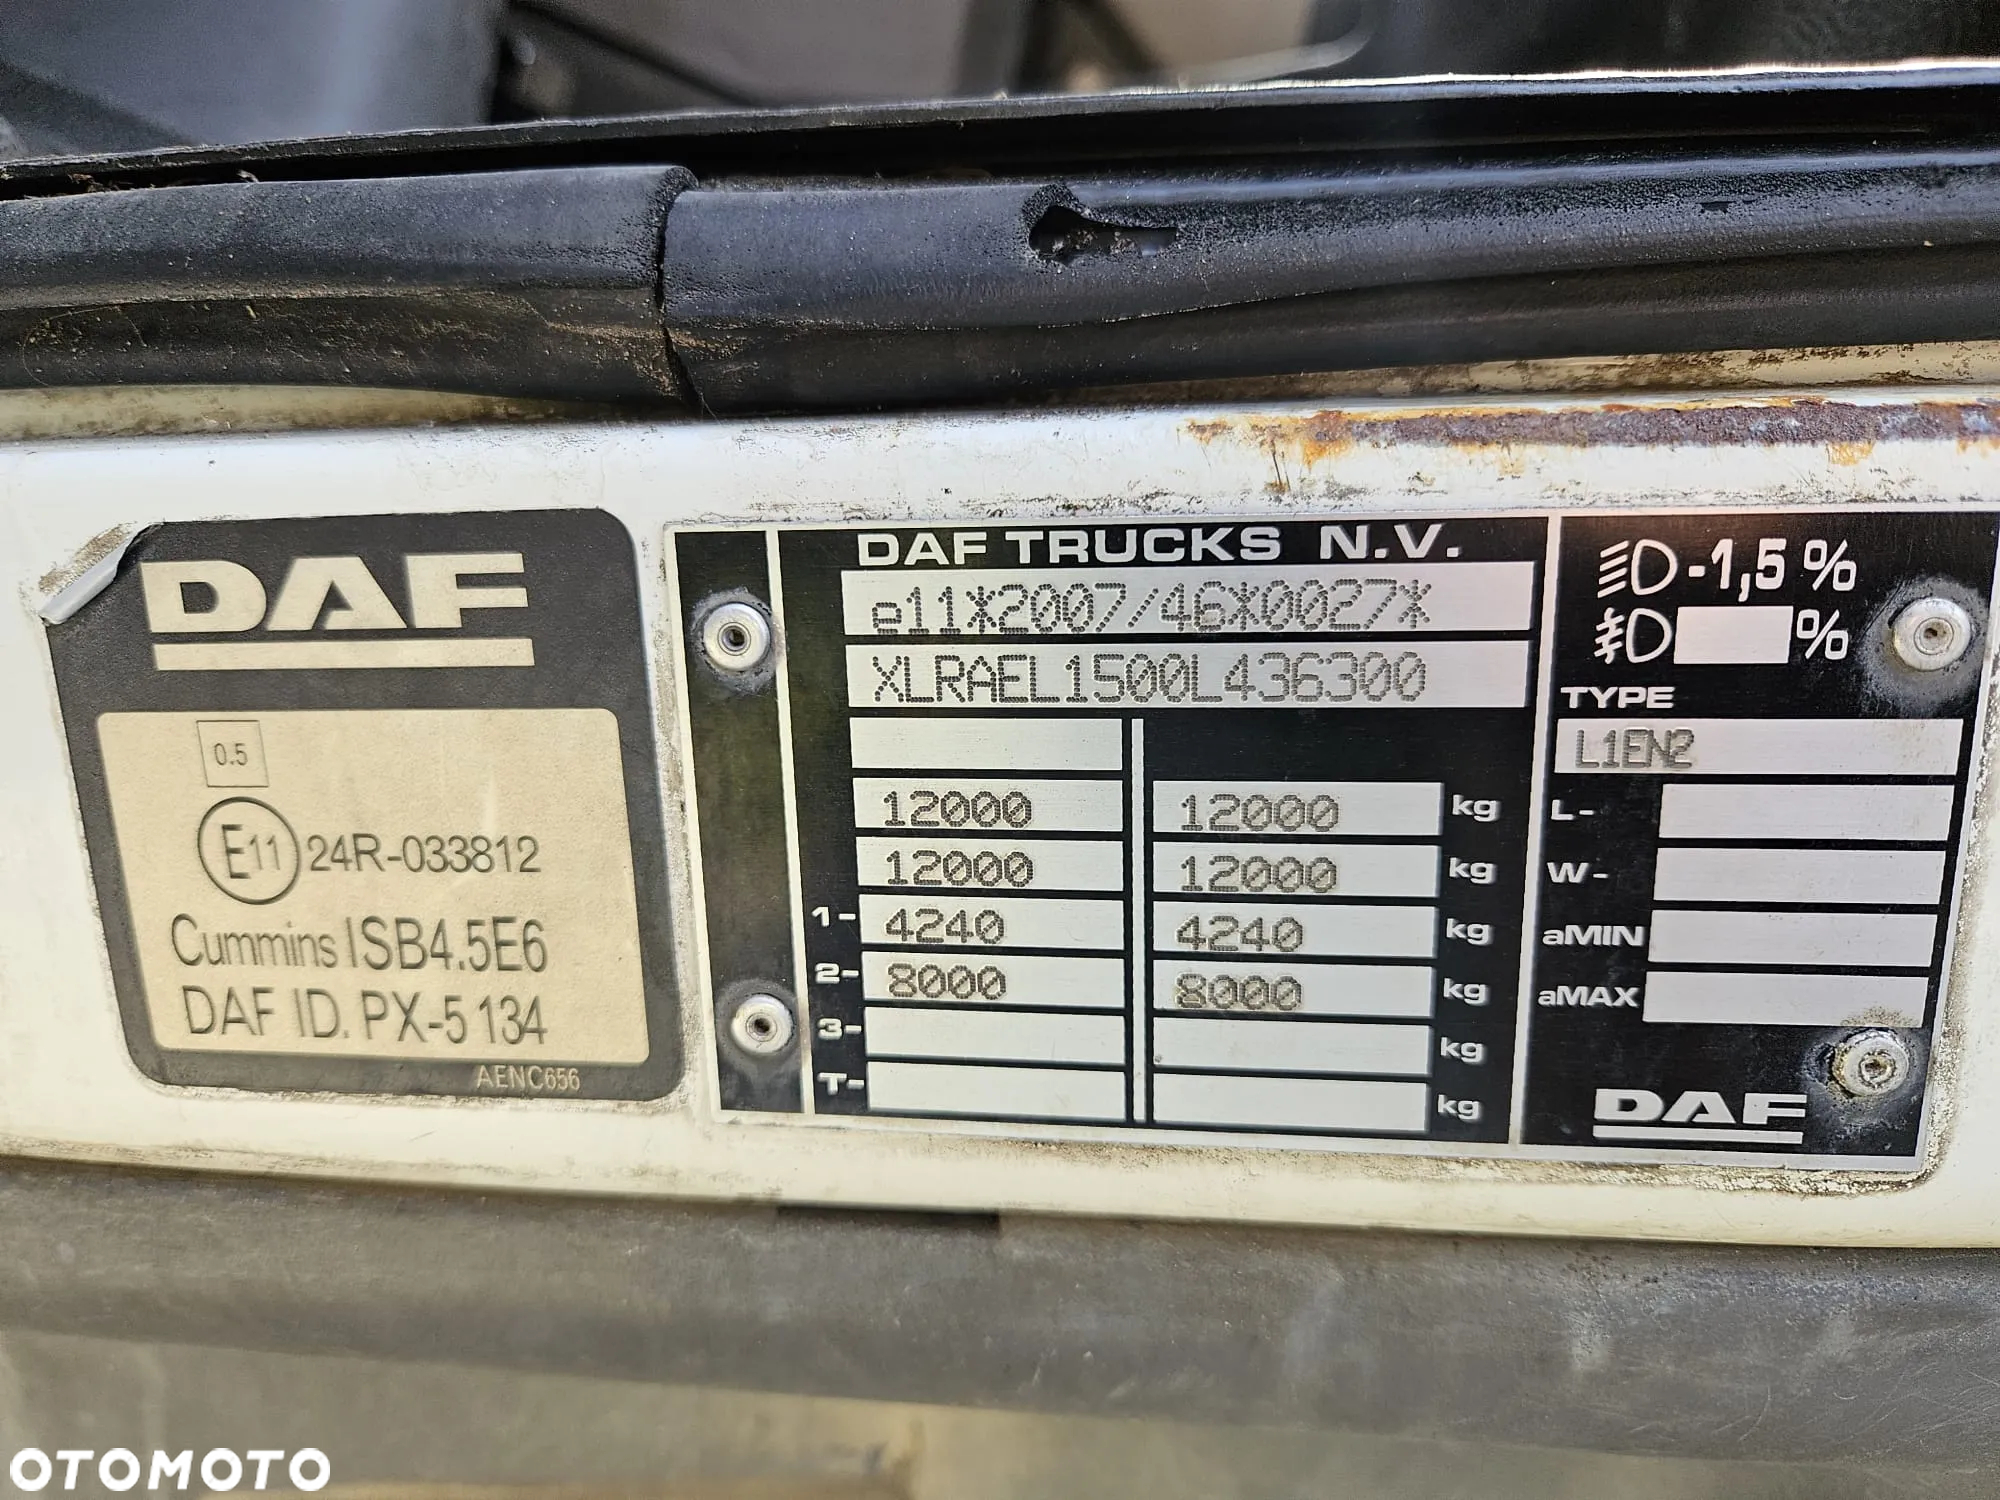 DAF
0.5
E11 24R-033812
Cummins ISB4.5E6
DAF ID. PX-5 134
AENC656
DAF TRUCKS N.V.
e11*2007/46*0027*
XLRAEL1500L436300
12000 12000 kg
12000 12000 kg
1- 4240 4240 kg
2- 8000 8000 kg
3- kg
T- kg
-1,5 %
%
TYPE
L1EN2
L-
W-
aMIN
aMAX
DAF
OTOMOTO